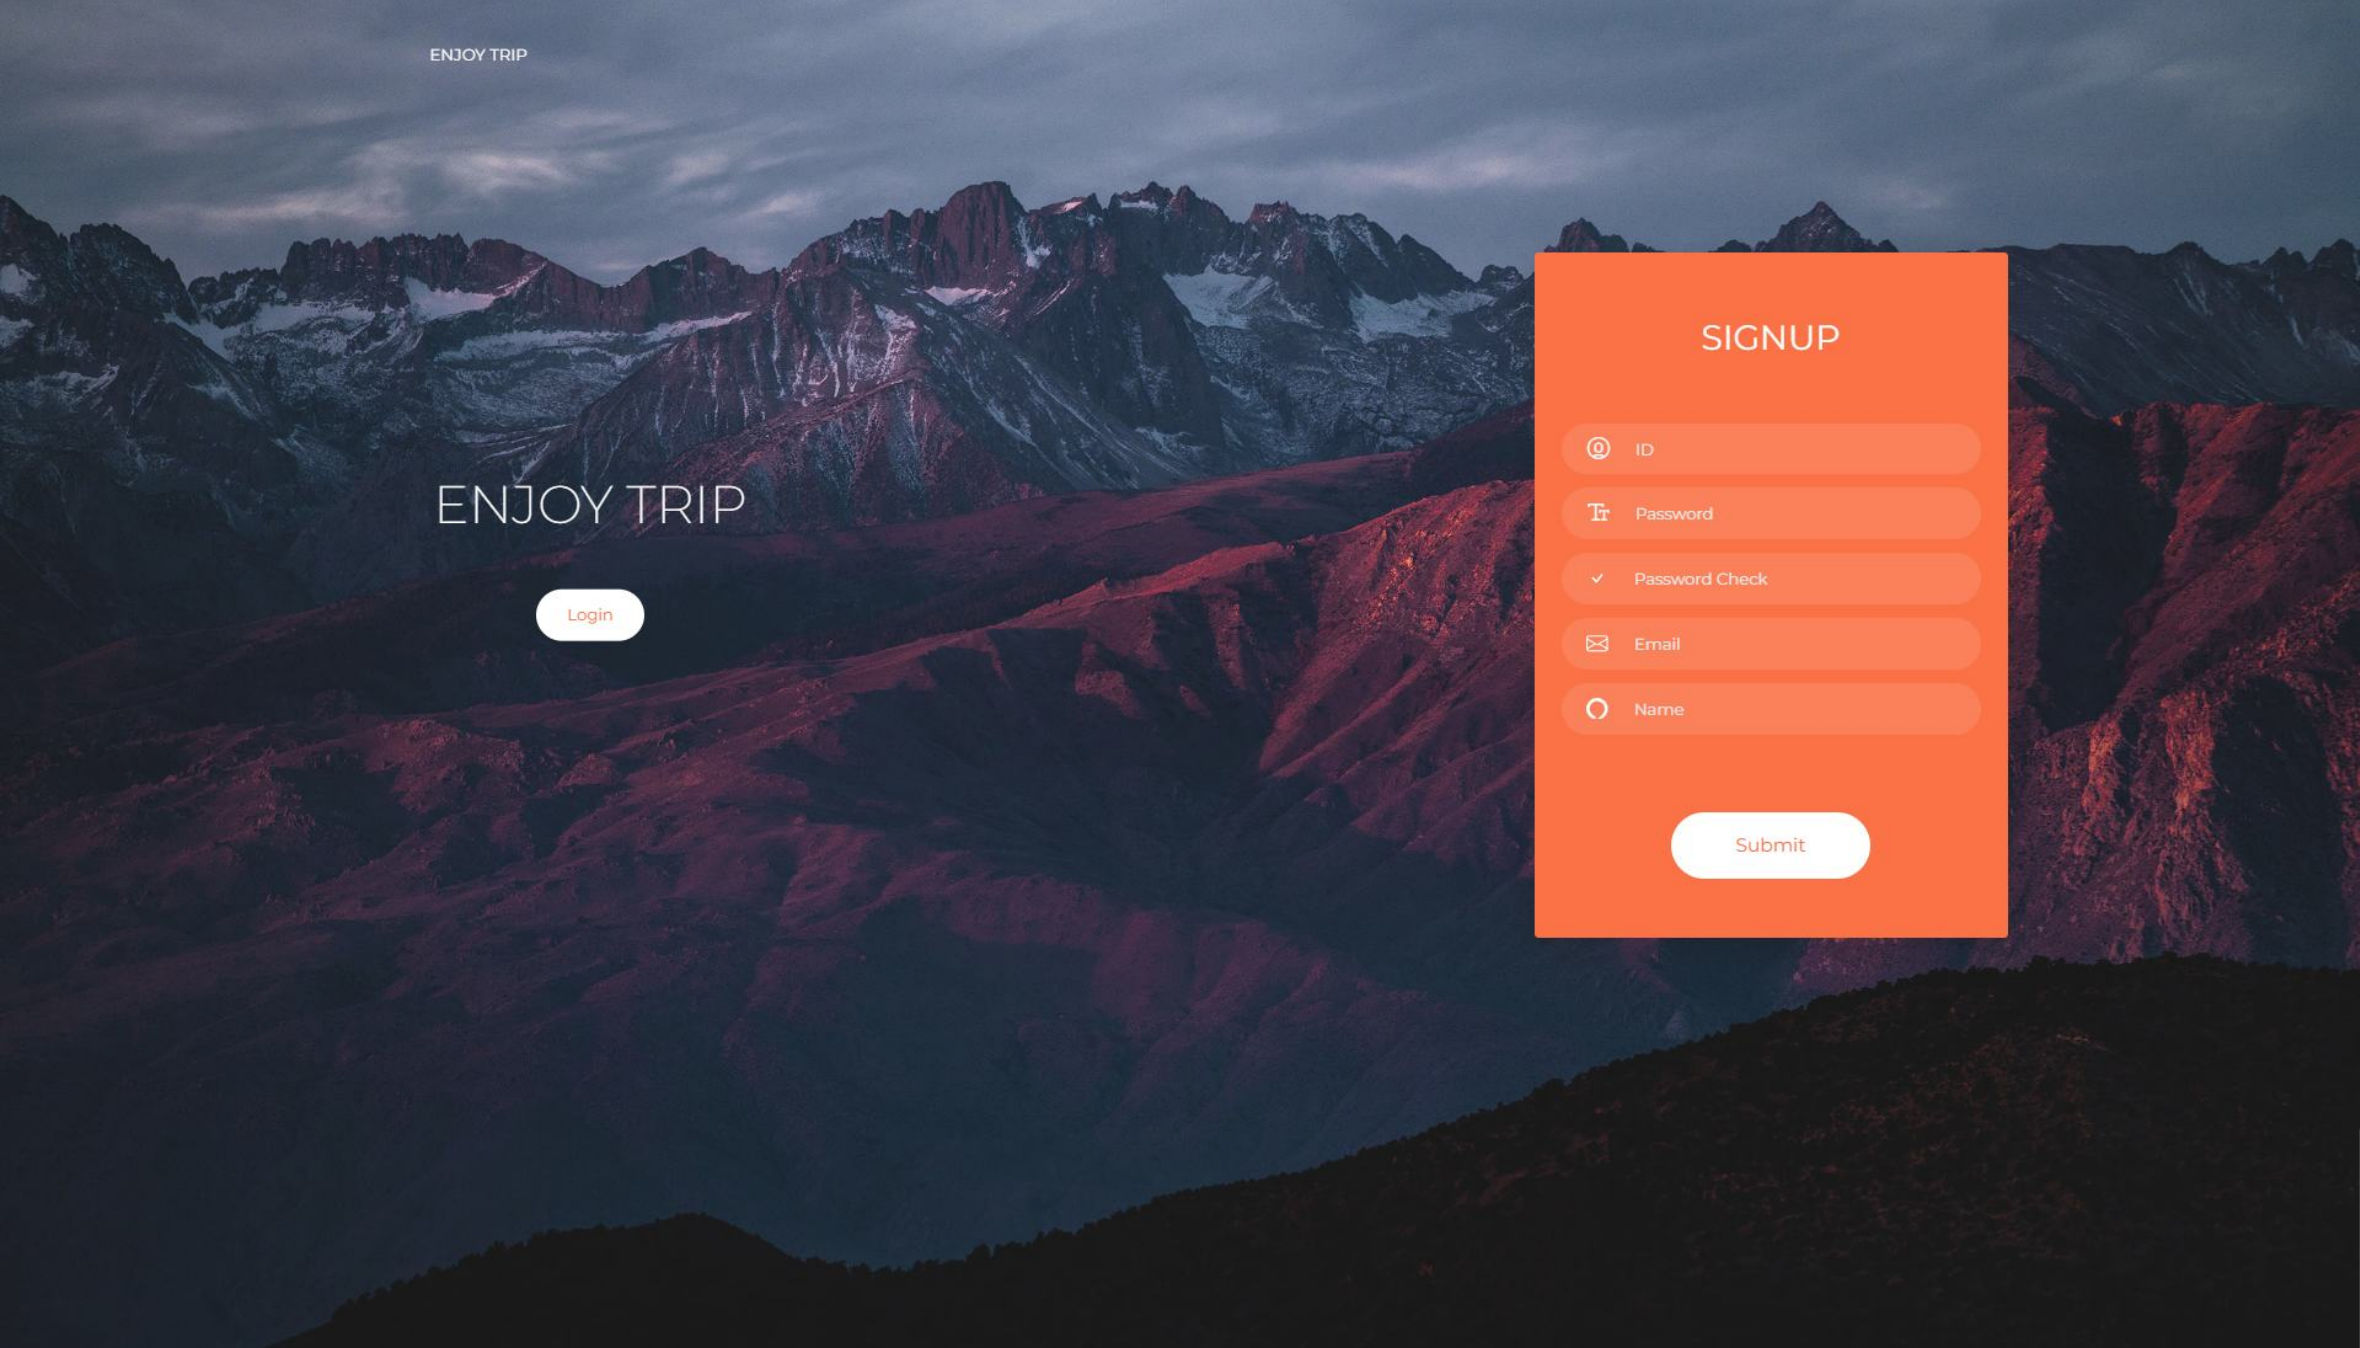 ENJOY TRIP
ENJOY TRIP
Login
SIGNUP
ID
Password
Password Check
Email
Name
Submit